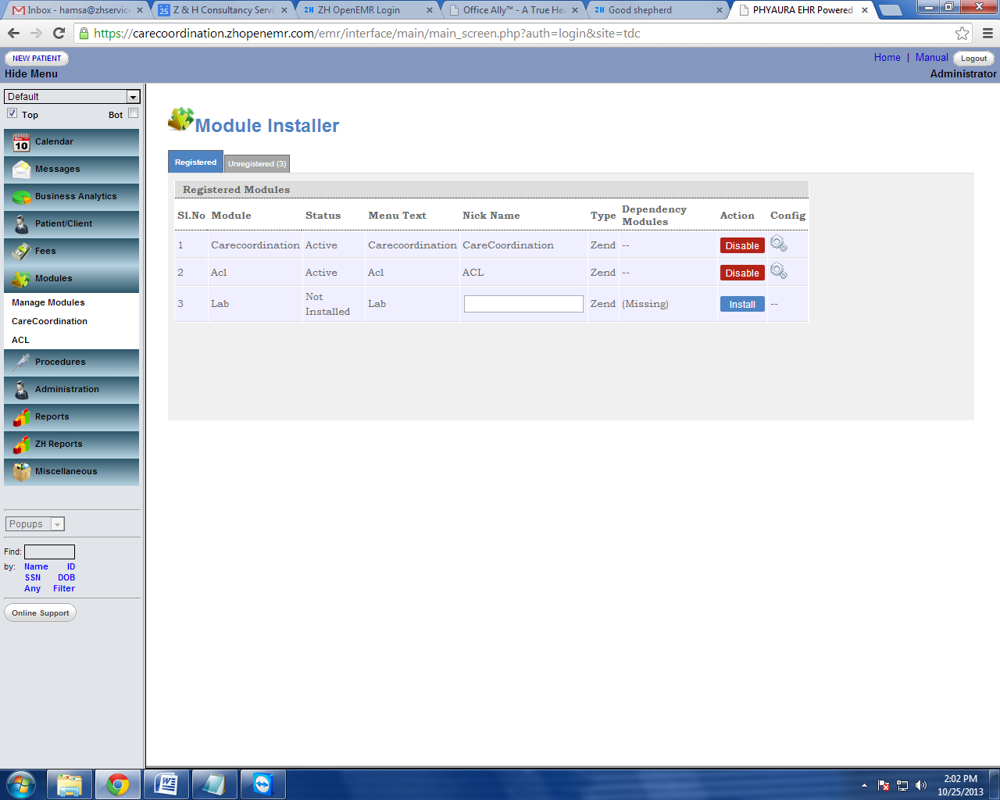 Inbox - hamsa@zhservice
Z & H Consultancy Servi
ZH OpenEMR Login
Office Ally™ - A True He
Good shepherd
PHYAURA EHR Powered
https://carecoordination.zhopenemr.com/emr/interface/main/main_screen.php?auth=login&site=tdc
NEW PATIENT
Home | Manual Logout
Hide Menu
Administrator
Default
Top Bot
Calendar
Messages
Business Analytics
Patient/Client
Fees
Modules
Manage Modules
CareCoordination
ACL
Procedures
Administration
Reports
ZH Reports
Miscellaneous
Popups
Find:
by: Name ID
SSN DOB
Any Filter
Online Support
Module Installer
Registered Unregistered (3)
Registered Modules
Sl.No Module Status Menu Text Nick Name Type Dependency Modules Action Config
1 Carecoordination Active Carecoordination CareCoordination Zend -- Disable
2 Acl Active Acl ACL Zend -- Disable
3 Lab Not Installed Lab Zend (Missing) Install --
2:02 PM
10/25/2013